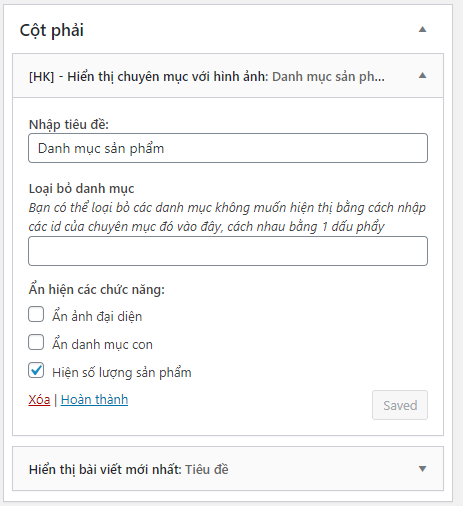 Cột phải
[HK] - Hiển thị chuyên mục với hình ảnh: Danh mục sản ph...
Nhập tiêu đề:
Danh mục sản phẩm
Loại bỏ danh mục
Bạn có thể loại bỏ các danh mục không muốn hiện thị bằng cách nhập
các id của chuyên mục đó vào đây, cách nhau bằng 1 dấu phẩy
Ẩn hiện các chức năng:
Ẩn ảnh đại diện
Ẩn danh mục con
Hiện số lượng sản phẩm
Xóa | Hoàn thành
Saved
Hiển thị bài viết mới nhất: Tiêu đề